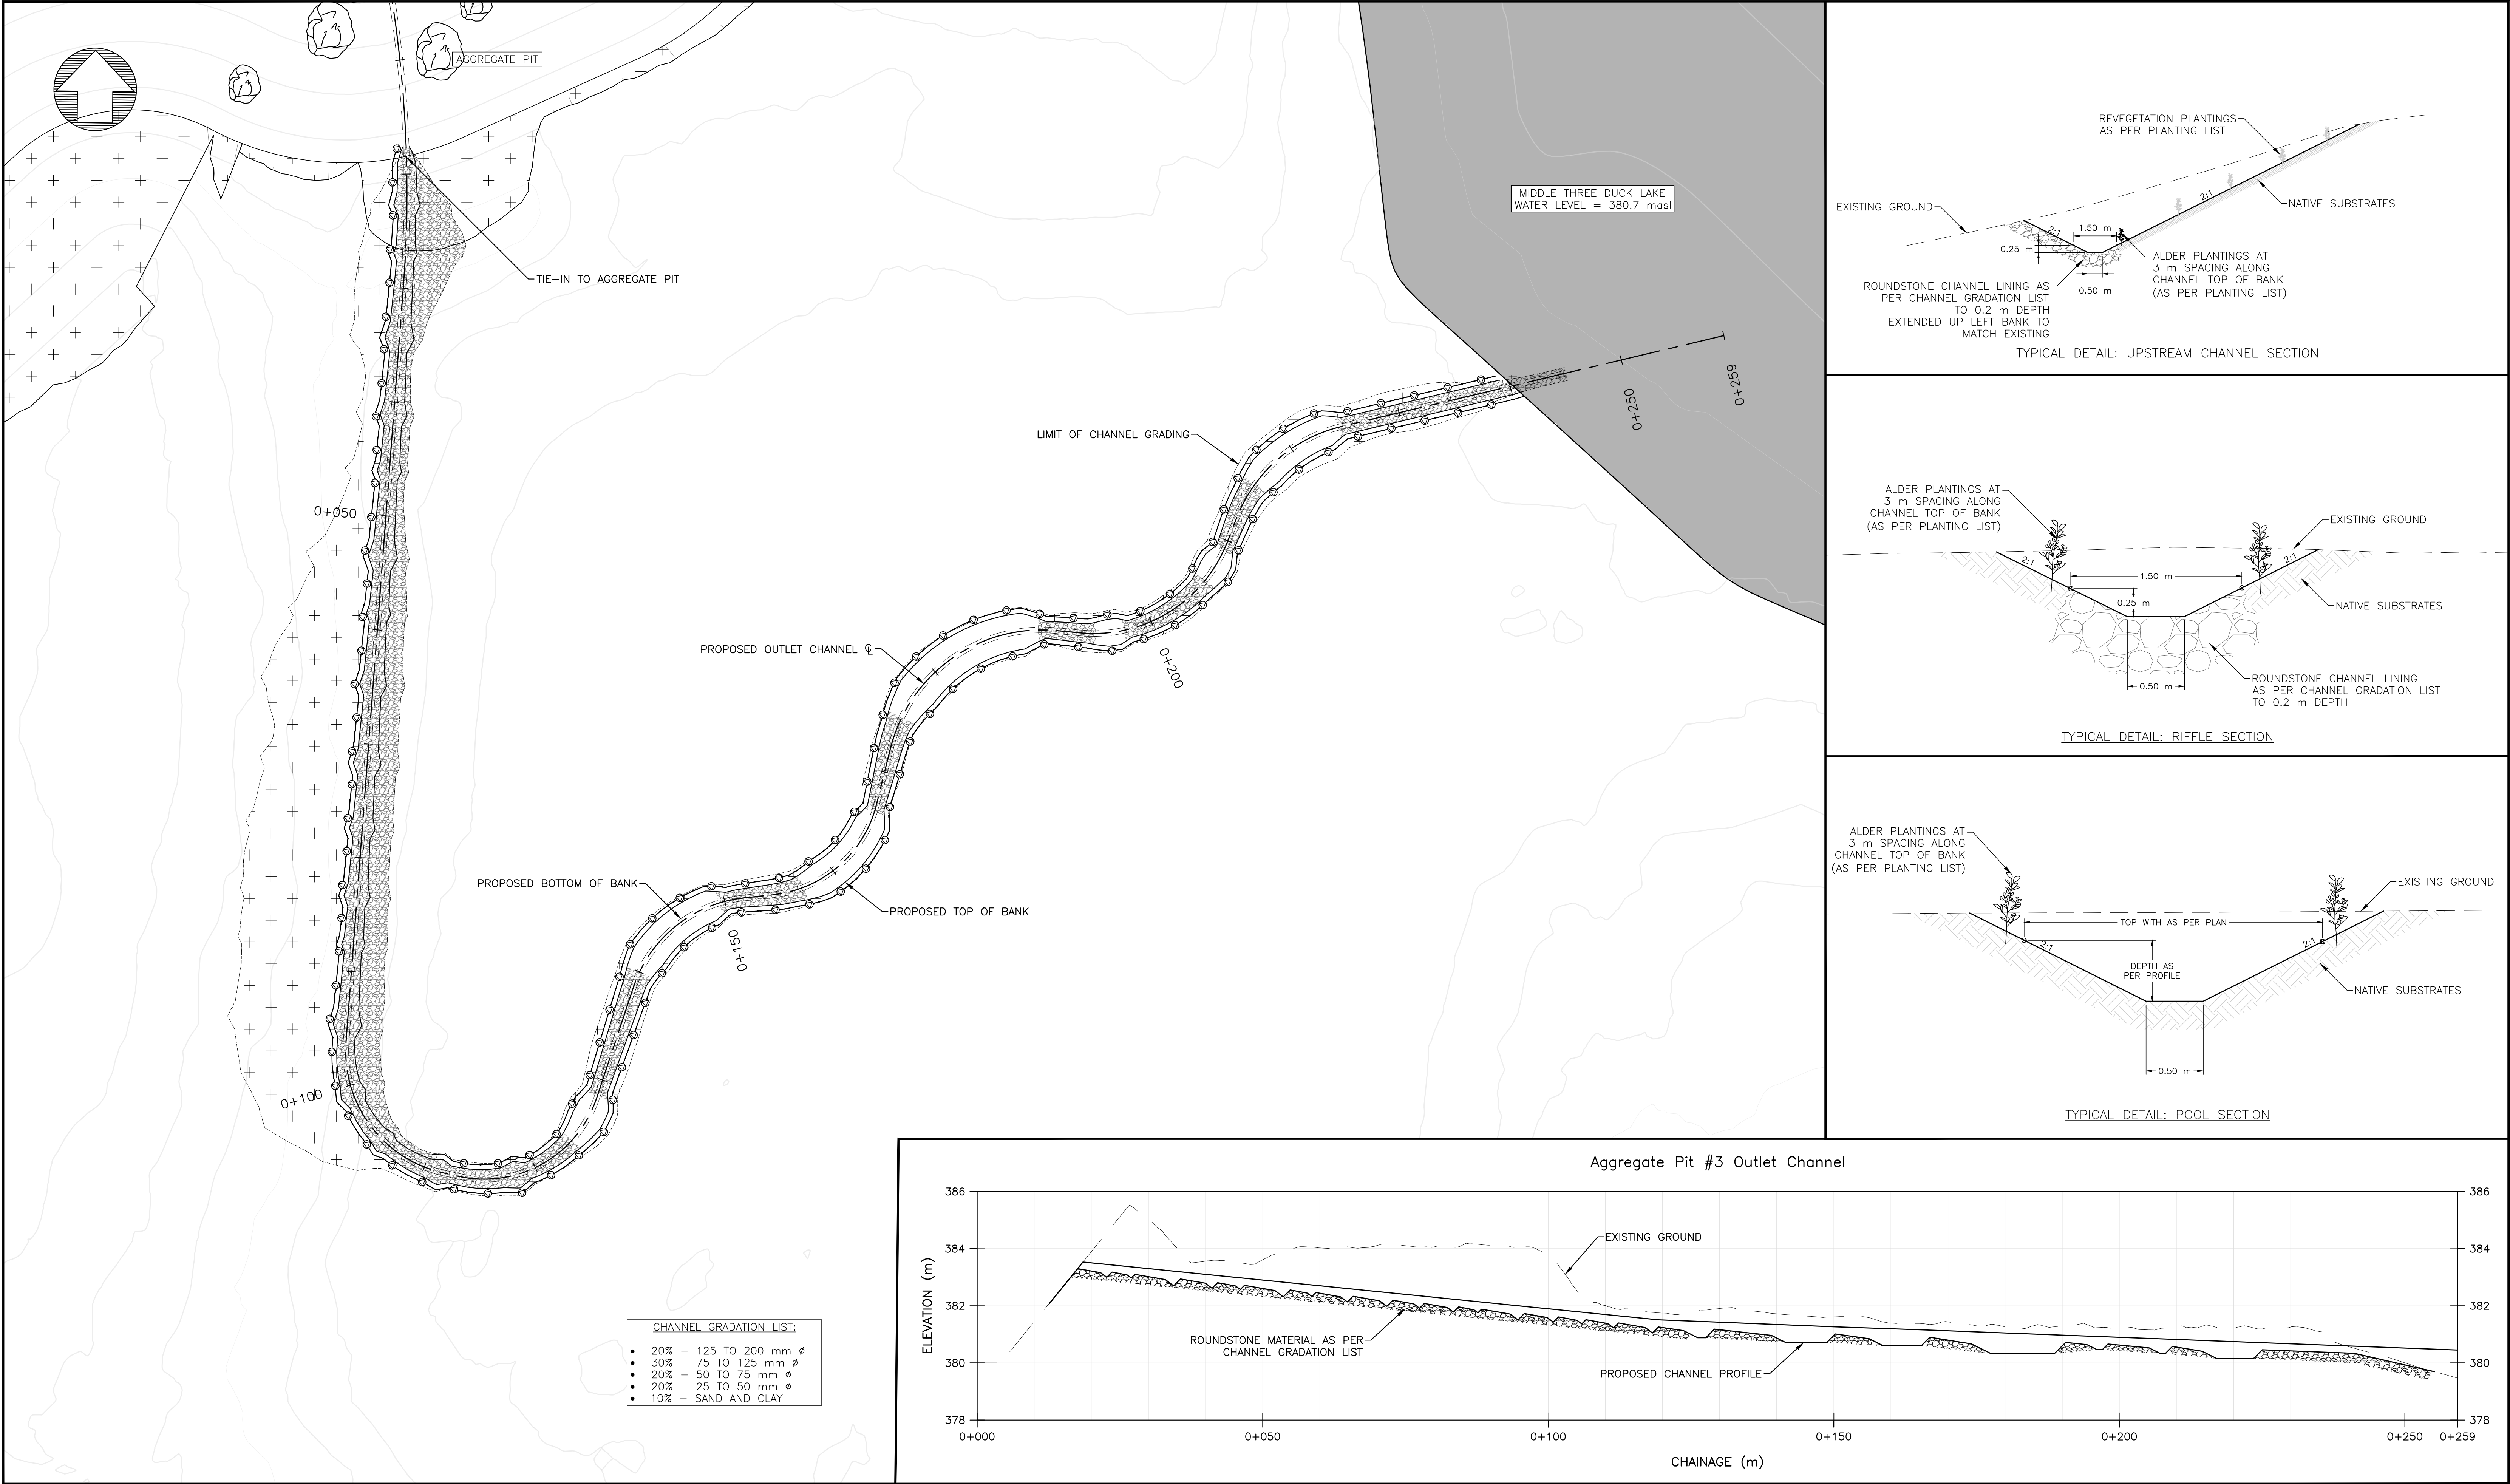 AGGREGATE PIT
TIE-IN TO AGGREGATE PIT
MIDDLE THREE DUCK LAKE
WATER LEVEL = 380.7 masl
0+050
0+100
0+150
0+200
0+250
0+259
LIMIT OF CHANNEL GRADING
PROPOSED OUTLET CHANNEL ℄
PROPOSED BOTTOM OF BANK
PROPOSED TOP OF BANK
CHANNEL GRADATION LIST:
• 20% - 125 TO 200 mm ø
• 30% - 75 TO 125 mm ø
• 20% - 50 TO 75 mm ø
• 20% - 25 TO 50 mm ø
• 10% - SAND AND CLAY
REVEGETATION PLANTINGS
AS PER PLANTING LIST
EXISTING GROUND
2:1
2:1
1.50 m
0.25 m
0.50 m
NATIVE SUBSTRATES
ALDER PLANTINGS AT
3 m SPACING ALONG
CHANNEL TOP OF BANK
(AS PER PLANTING LIST)
ROUNDSTONE CHANNEL LINING AS
PER CHANNEL GRADATION LIST
TO 0.2 m DEPTH
EXTENDED UP LEFT BANK TO
MATCH EXISTING
TYPICAL DETAIL: UPSTREAM CHANNEL SECTION
ALDER PLANTINGS AT
3 m SPACING ALONG
CHANNEL TOP OF BANK
(AS PER PLANTING LIST)
EXISTING GROUND
2:1
2:1
1.50 m
0.25 m
0.50 m
NATIVE SUBSTRATES
ROUNDSTONE CHANNEL LINING
AS PER CHANNEL GRADATION LIST
TO 0.2 m DEPTH
TYPICAL DETAIL: RIFFLE SECTION
ALDER PLANTINGS AT
3 m SPACING ALONG
CHANNEL TOP OF BANK
(AS PER PLANTING LIST)
EXISTING GROUND
TOP WITH AS PER PLAN
2:1
2:1
DEPTH AS
PER PROFILE
NATIVE SUBSTRATES
0.50 m
TYPICAL DETAIL: POOL SECTION
Aggregate Pit #3 Outlet Channel
ELEVATION (m)
386
384
382
380
378
386
384
382
380
378
EXISTING GROUND
ROUNDSTONE MATERIAL AS PER
CHANNEL GRADATION LIST
PROPOSED CHANNEL PROFILE
0+000
0+050
0+100
0+150
0+200
0+250
0+259
CHAINAGE (m)